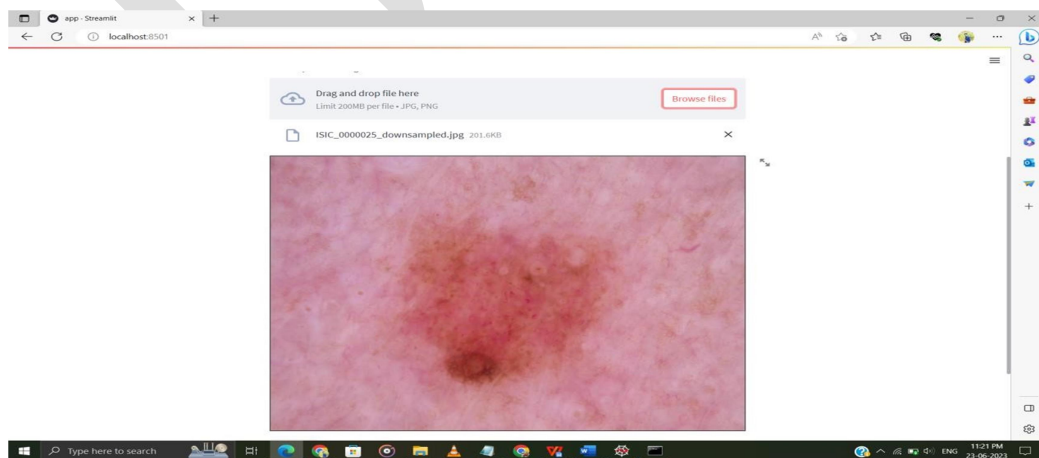 app · Streamlit
localhost:8501
Drag and drop file here
Limit 200MB per file • JPG, PNG
Browse files
ISIC_0000025_downsampled.jpg 201.6KB
Type here to search
ENG
11:21 PM
23-06-2023